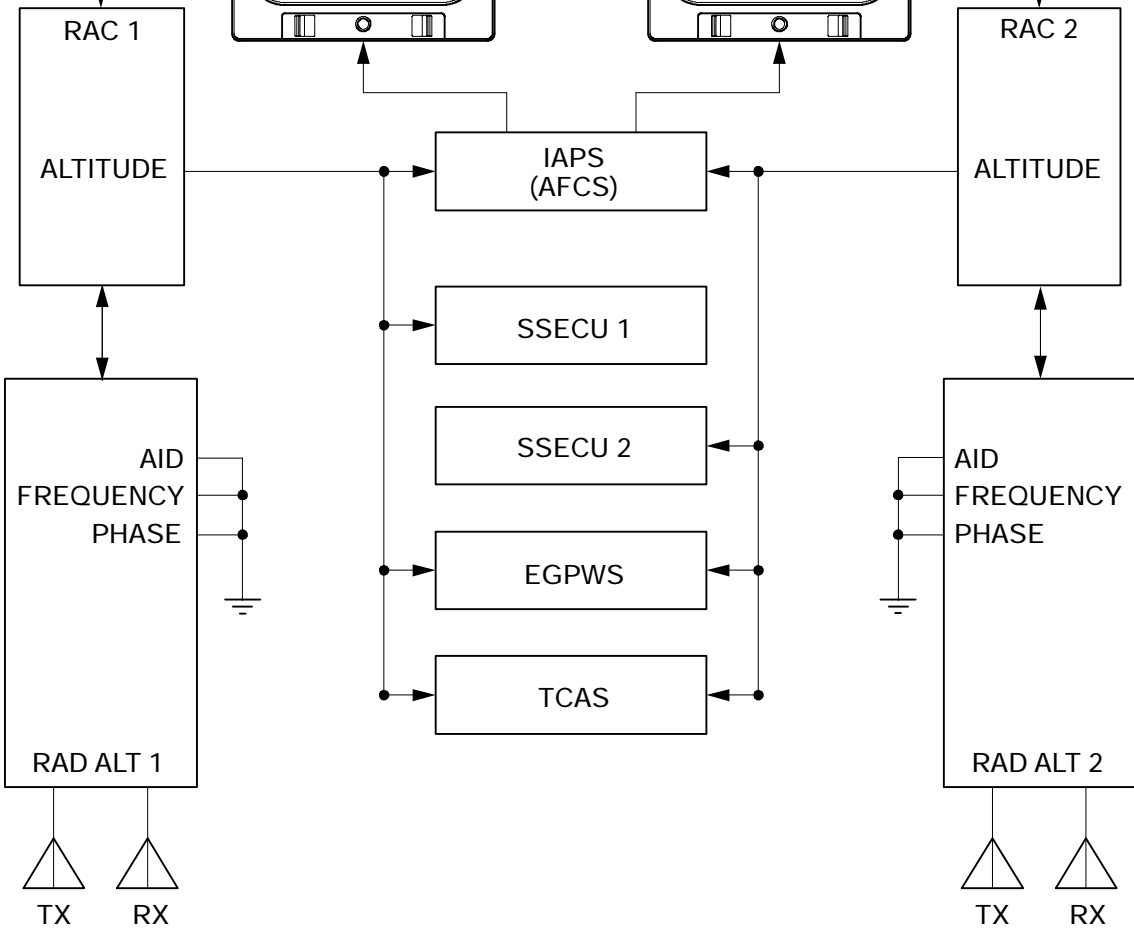 RAC 1
RAC 2
IAPS
(AFCS)
ALTITUDE
ALTITUDE
SSECU 1
SSECU 2
AID
FREQUENCY
PHASE
AID
FREQUENCY
PHASE
EGPWS
TCAS
RAD ALT 1
RAD ALT 2
TX
RX
TX
RX